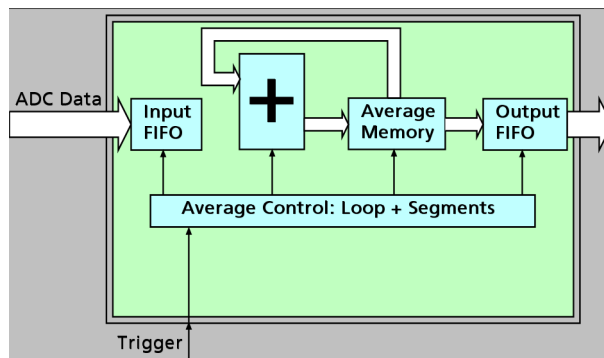 ADC Data
Input
FIFO
+
Average
Memory
Output
FIFO
Average Control: Loop + Segments
Trigger